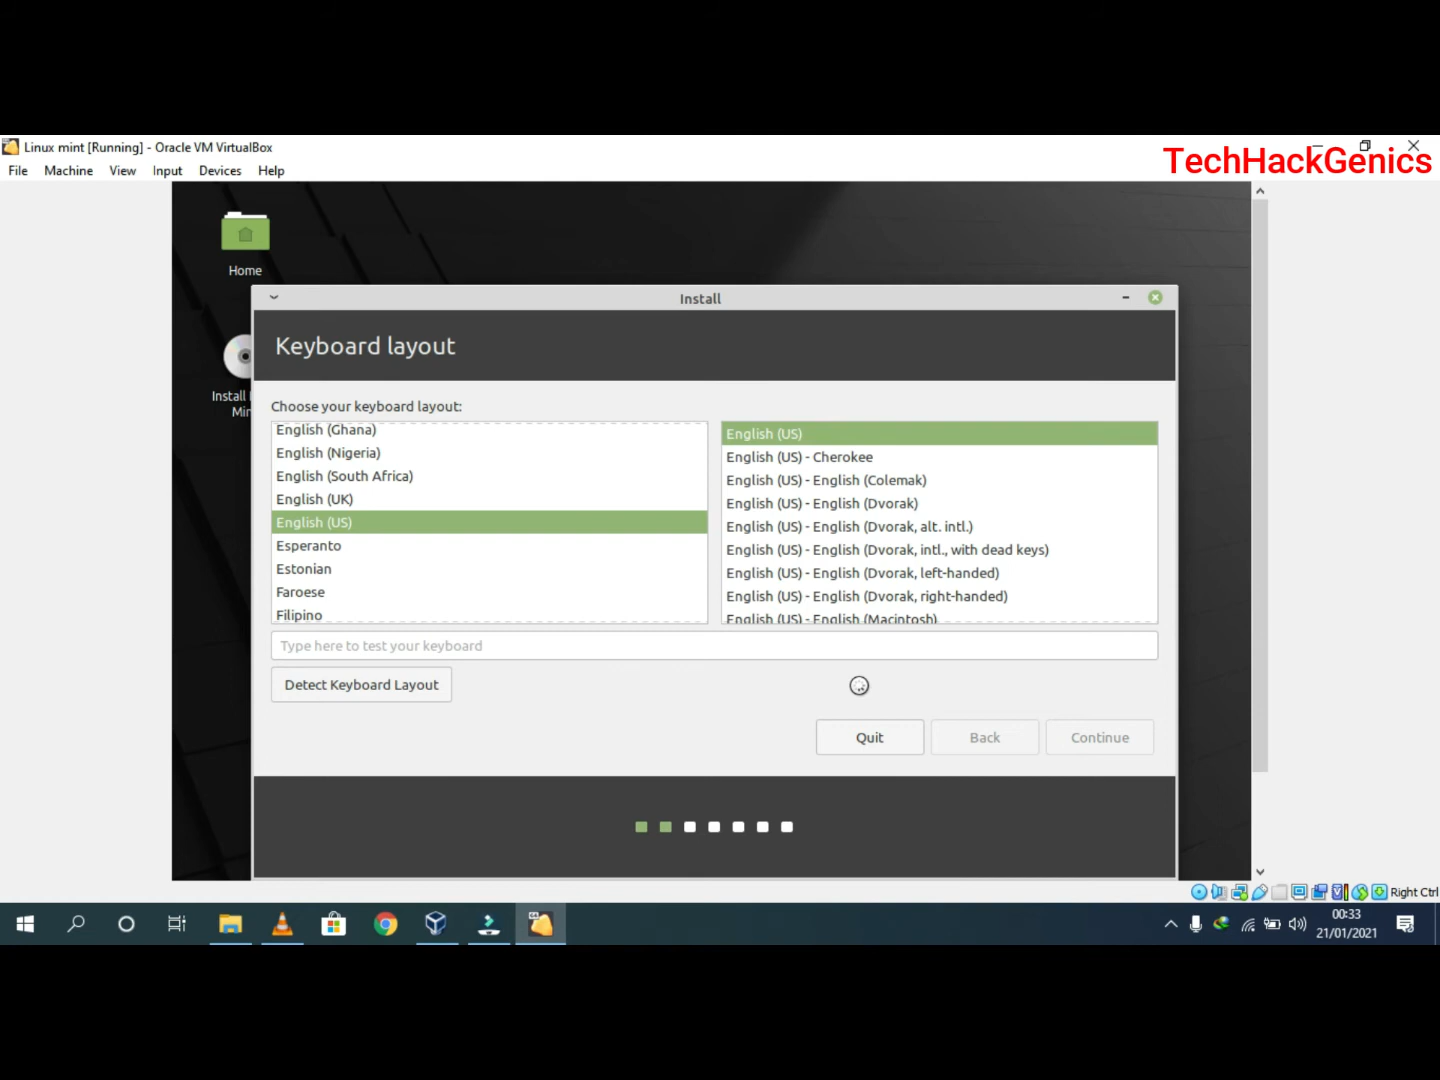 Linux mint [Running] - Oracle VM VirtualBox
TechHackGenics
File Machine View Input Devices Help
Home
Install
Min
Install
Keyboard layout
Choose your keyboard layout:
English (Ghana)
English (Nigeria)
English (South Africa)
English (UK)
English (US)
Esperanto
Estonian
Faroese
Filipino
English (US)
English (US) - Cherokee
English (US) - English (Colemak)
English (US) - English (Dvorak)
English (US) - English (Dvorak, alt. intl.)
English (US) - English (Dvorak, intl., with dead keys)
English (US) - English (Dvorak, left-handed)
English (US) - English (Dvorak, right-handed)
English (US) - English (Macintosh)
Type here to test your keyboard
Detect Keyboard Layout
Quit Back Continue
Right Ctrl
00:33
21/01/2021